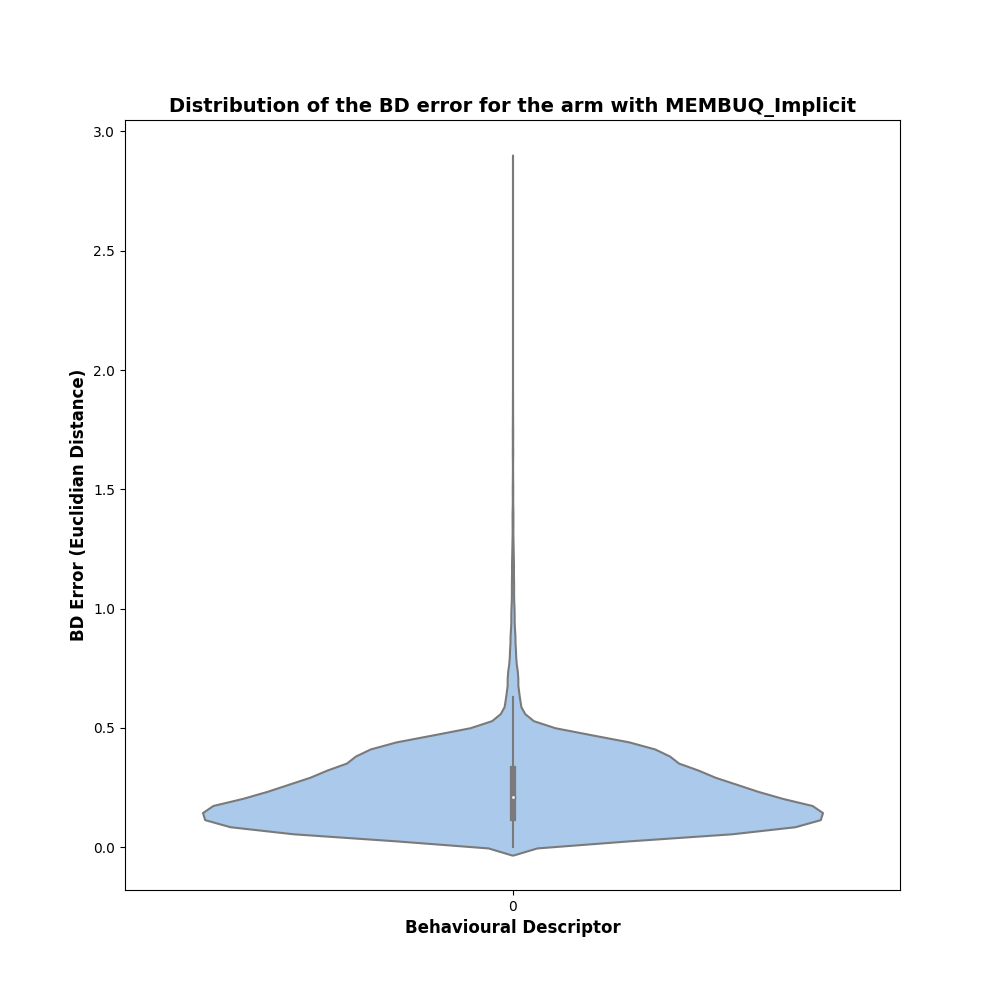 Distribution of the BD error for the arm with MEMBUQ_Implicit
3.0
2.5
2.0
1.5
1.0
0.5
0.0
BD Error (Euclidian Distance)
0
Behavioural Descriptor